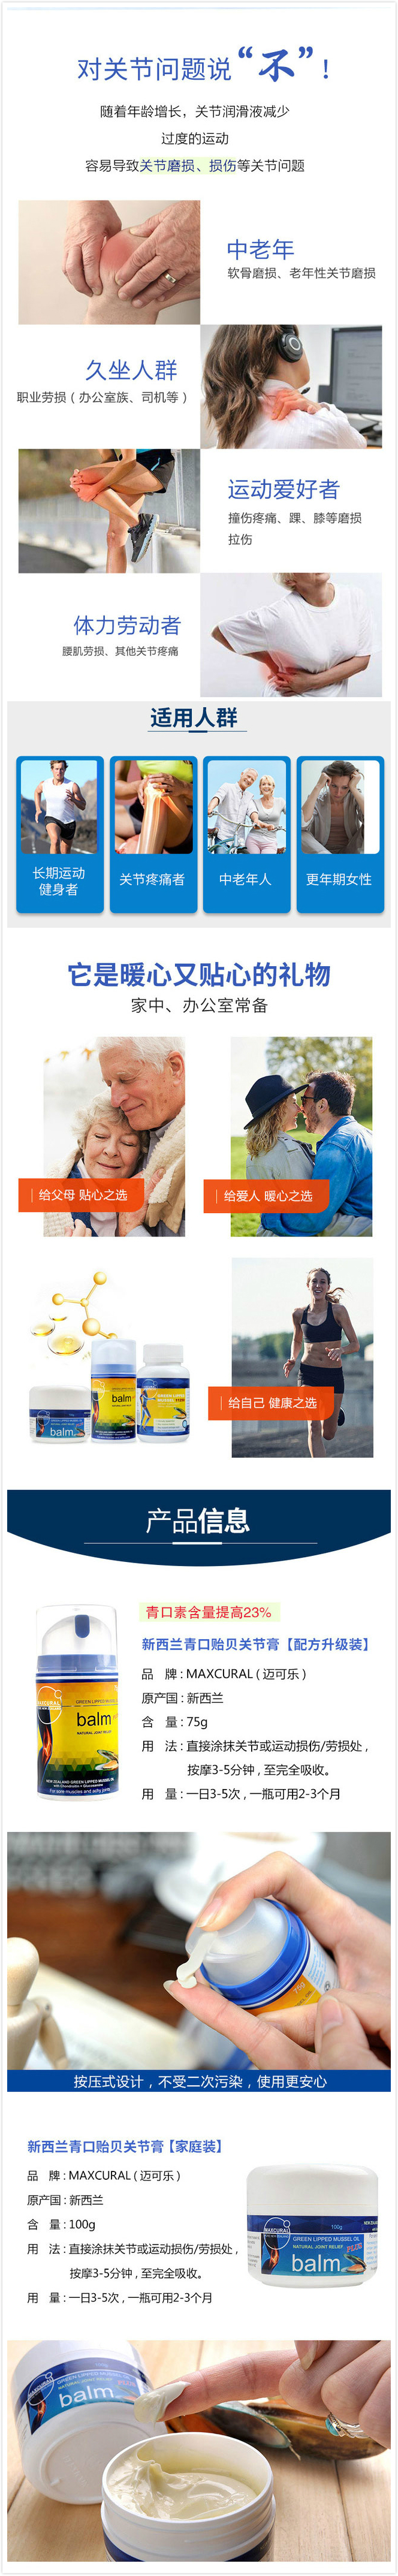 对关节问题说“不”!
随着年龄增长，关节润滑液减少
过度的运动
容易导致关节磨损、损伤等关节问题
中老年
软骨磨损、老年性关节磨损
久坐人群
职业劳损（办公室族、司机等）
运动爱好者
撞伤疼痛、踝、膝等磨损
拉伤
体力劳动者
腰肌劳损、其他关节疼痛
适用人群
长期运动
健身者
关节疼痛者
中老年人
更年期女性
它是暖心又贴心的礼物
家中、办公室常备
给父母 贴心之选
给爱人 暖心之选
balm
balm
给自己 健康之选
产品信息
青口素含量提高23%
新西兰青口贻贝关节膏【配方升级装】
品 牌：MAXCURAL（迈可乐）
原产国：新西兰
含 量：75g
用 法：直接涂抹关节或运动损伤/劳损处，
按摩3-5分钟，至完全吸收。
用 量：一日3-5次，一瓶可用2-3个月
MAXCURAL
GREEN LIPPED MUSSEL OIL
balm
NATURAL JOINT RELIEF
NEW ZEALAND GREEN LIPPED MUSSEL OIL
with Chondroitin + Glucosamine
For sore muscles and achy joints
75g
按压式设计，不受二次污染，使用更安心
新西兰青口贻贝关节膏【家庭装】
品 牌：MAXCURAL（迈可乐）
原产国：新西兰
含 量：100g
用 法：直接涂抹关节或运动损伤/劳损处，
按摩3-5分钟，至完全吸收。
用 量：一日3-5次，一瓶可用2-3个月
100g
MAXCURAL
GREEN LIPPED MUSSEL OIL
NATURAL JOINT RELIEF
balm PLUS
MAXCURAL
GREEN LIPPED MUSSEL OIL
NATURAL JOINT RELIEF
balm